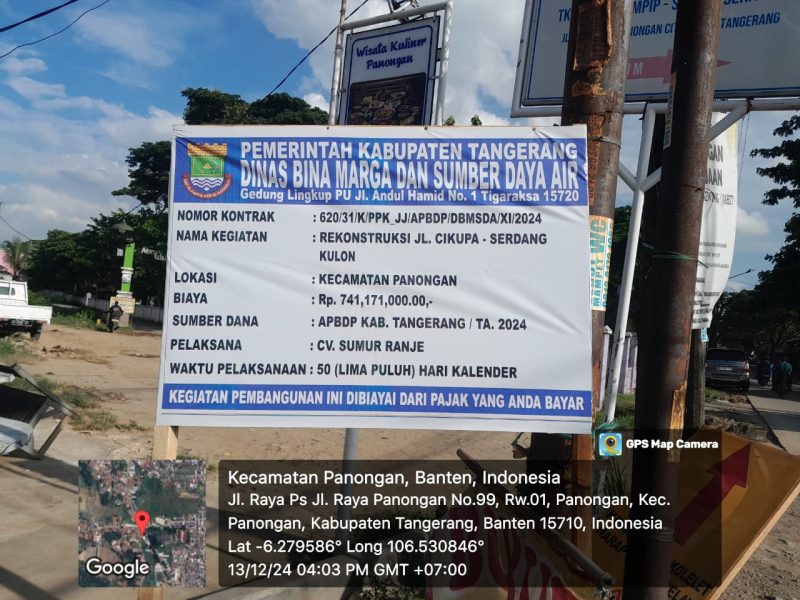 Wisata Kuliner
Panongan
PANONGAN CIT
TANGERANG
PEMERINTAH KABUPATEN TANGERANG
DINAS BINA MARGA DAN SUMBER DAYA AIR
Gedung Lingkup PU Jl. Andul Hamid No. 1 Tigaraksa 15720
NOMOR KONTRAK : 620/31/K/PPK_JJ/APBDP/DBMSDA/XI/2024
NAMA KEGIATAN : REKONSTRUKSI JL. CIKUPA - SERDANG
KULON
LOKASI : KECAMATAN PANONGAN
BIAYA : Rp. 741,171,000.00,-
SUMBER DANA : APBDP KAB. TANGERANG / TA. 2024
PELAKSANA : CV. SUMUR RANJE
WAKTU PELAKSANAAN : 50 (LIMA PULUH) HARI KALENDER
KEGIATAN PEMBANGUNAN INI DIBIAYAI DARI PAJAK YANG ANDA BAYAR
MAMPET WC
GPS Map Camera
Kecamatan Panongan, Banten, Indonesia
Jl. Raya Ps Jl. Raya Panongan No.99, Rw.01, Panongan, Kec.
Panongan, Kabupaten Tangerang, Banten 15710, Indonesia
Lat -6.279586° Long 106.530846°
13/12/24 04:03 PM GMT +07:00
Google